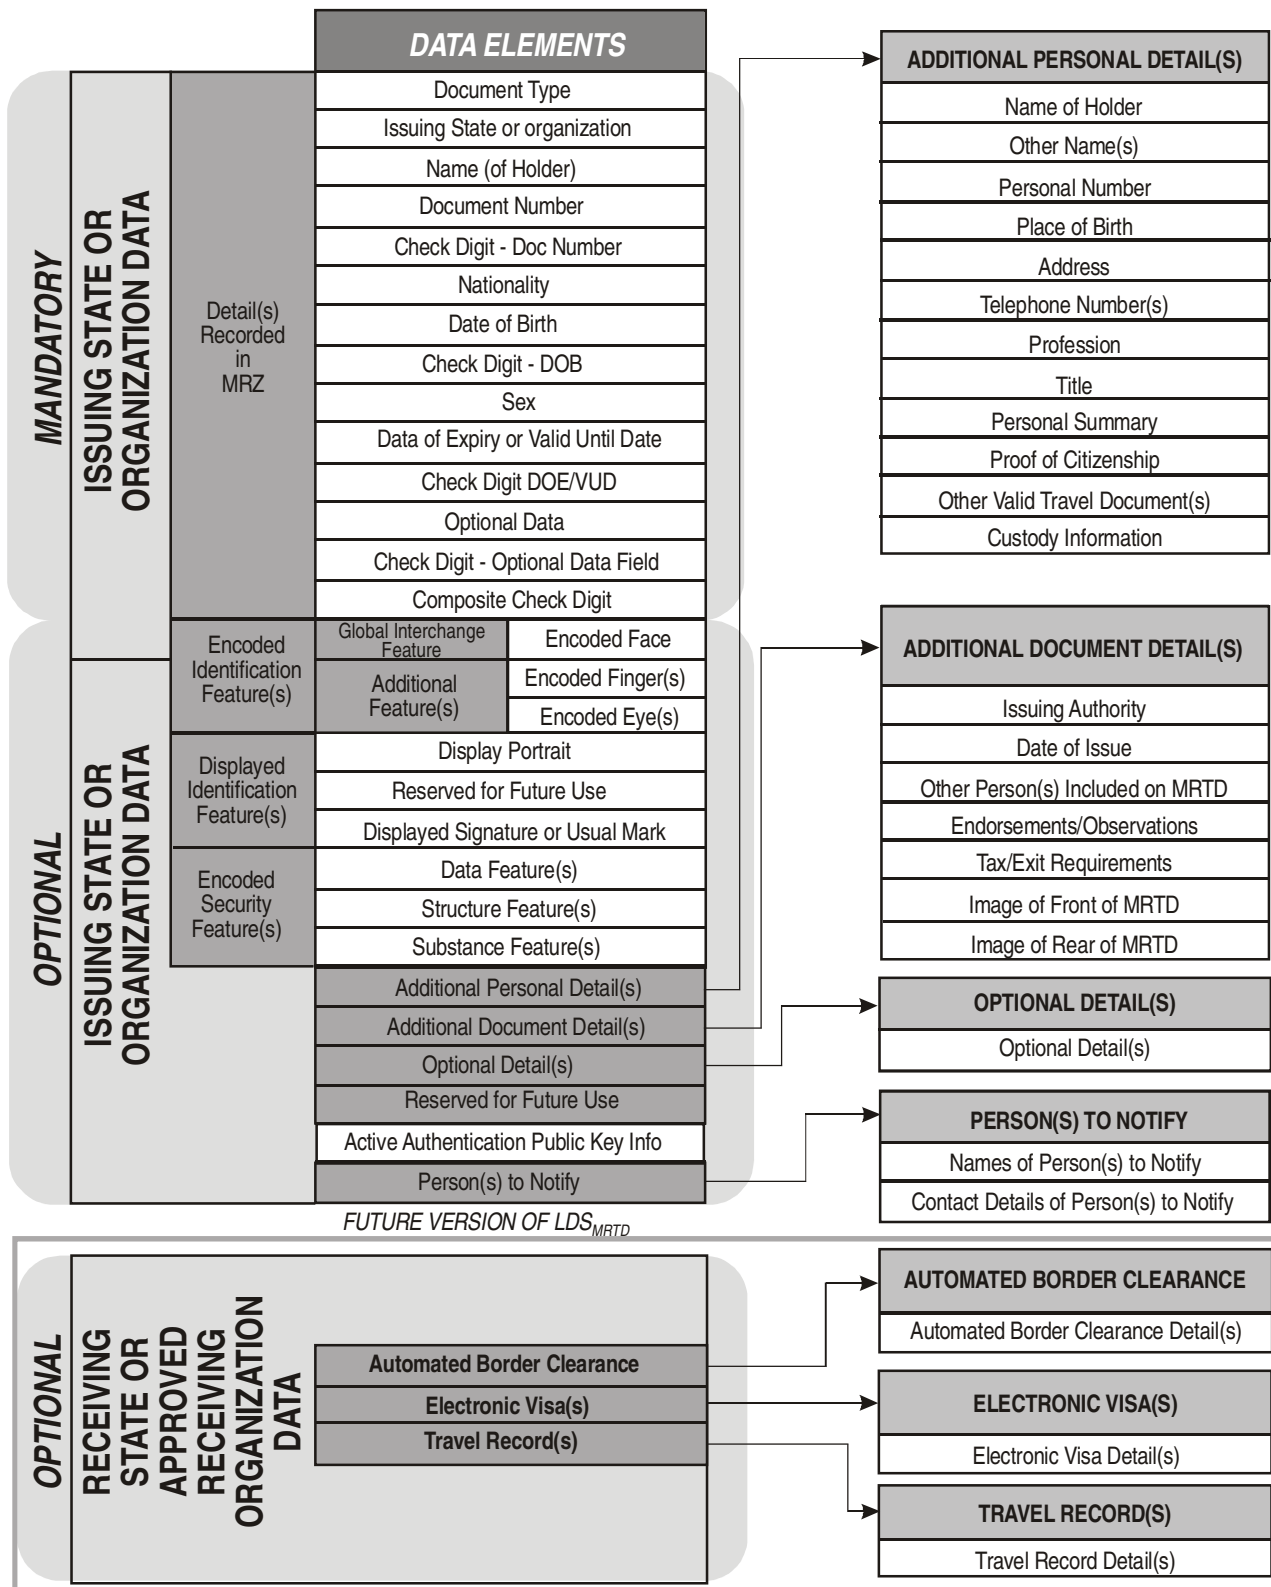 DATA ELEMENTS
MANDATORY
ISSUING STATE OR
ORGANIZATION DATA
Detail(s)
Recorded
in
MRZ
Document Type
Issuing State or organization
Name (of Holder)
Document Number
Check Digit - Doc Number
Nationality
Date of Birth
Check Digit - DOB
Sex
Data of Expiry or Valid Until Date
Check Digit DOE/VUD
Optional Data
Check Digit - Optional Data Field
Composite Check Digit
OPTIONAL
ISSUING STATE OR
ORGANIZATION DATA
Encoded
Identification
Feature(s)
Global Interchange
Feature
Encoded Face
Additional
Feature(s)
Encoded Finger(s)
Encoded Eye(s)
Displayed
Identification
Feature(s)
Display Portrait
Reserved for Future Use
Displayed Signature or Usual Mark
Encoded
Security
Feature(s)
Data Feature(s)
Structure Feature(s)
Substance Feature(s)
Additional Personal Detail(s)
Additional Document Detail(s)
Optional Detail(s)
Reserved for Future Use
Active Authentication Public Key Info
Person(s) to Notify
ADDITIONAL PERSONAL DETAIL(S)
Name of Holder
Other Name(s)
Personal Number
Place of Birth
Address
Telephone Number(s)
Profession
Title
Personal Summary
Proof of Citizenship
Other Valid Travel Document(s)
Custody Information
ADDITIONAL DOCUMENT DETAIL(S)
Issuing Authority
Date of Issue
Other Person(s) Included on MRTD
Endorsements/Observations
Tax/Exit Requirements
Image of Front of MRTD
Image of Rear of MRTD
OPTIONAL DETAIL(S)
Optional Detail(s)
PERSON(S) TO NOTIFY
Names of Person(s) to Notify
Contact Details of Person(s) to Notify
FUTURE VERSION OF LDS MRTD
OPTIONAL
RECEIVING
STATE OR
APPROVED
RECEIVING
ORGANIZATION
DATA
Automated Border Clearance
Electronic Visa(s)
Travel Record(s)
AUTOMATED BORDER CLEARANCE
Automated Border Clearance Detail(s)
ELECTRONIC VISA(S)
Electronic Visa Detail(s)
TRAVEL RECORD(S)
Travel Record Detail(s)